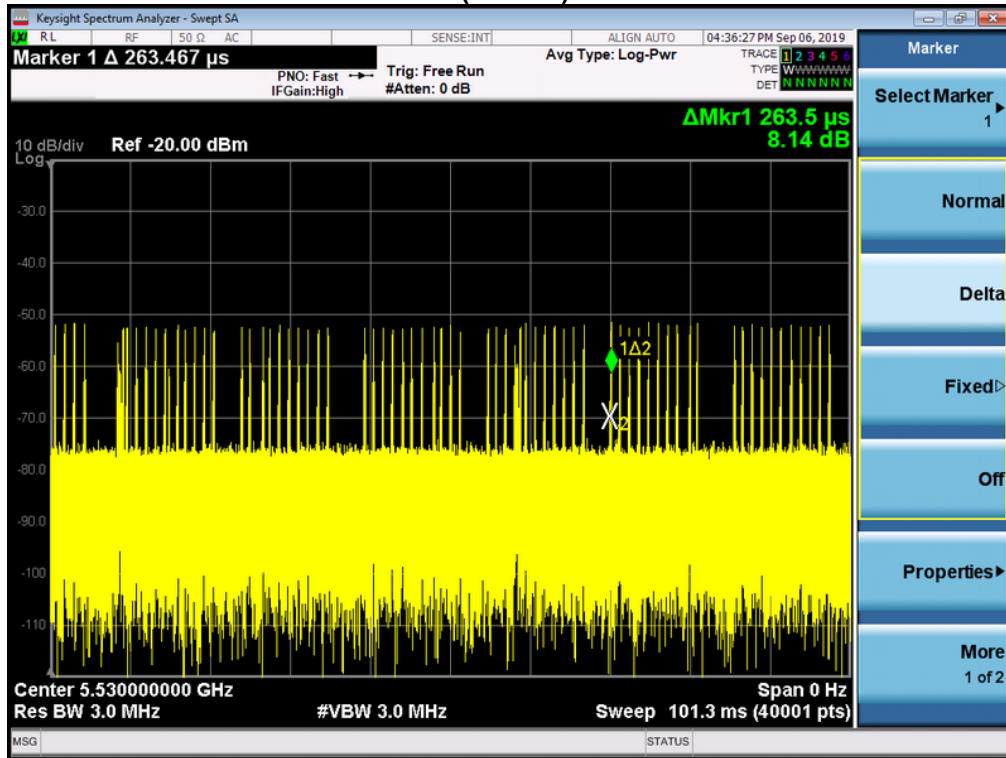 Keysight Spectrum Analyzer - Swept SA
LXI RL RF 50 Ω AC SENSE:INT ALIGN AUTO 04:36:27 PM Sep 06, 2019
Marker 1 Δ 263.467 µs
PNO: Fast
IFGain:High
Trig: Free Run
#Atten: 0 dB
Avg Type: Log-Pwr
TRACE 1 2 3 4 5 6
TYPE WWWWWW
DET N N N N N N
ΔMkr1 263.5 µs
8.14 dB
10 dB/div Ref -20.00 dBm
Log
-30.0
-40.0
-50.0
-60.0
-70.0
-80.0
-90.0
-100
-110
1Δ2
X2
Center 5.530000000 GHz Span 0 Hz
Res BW 3.0 MHz #VBW 3.0 MHz Sweep 101.3 ms (40001 pts)
MSG STATUS
Marker
Select Marker
1
Normal
Delta
Fixed
Off
Properties
More
1 of 2